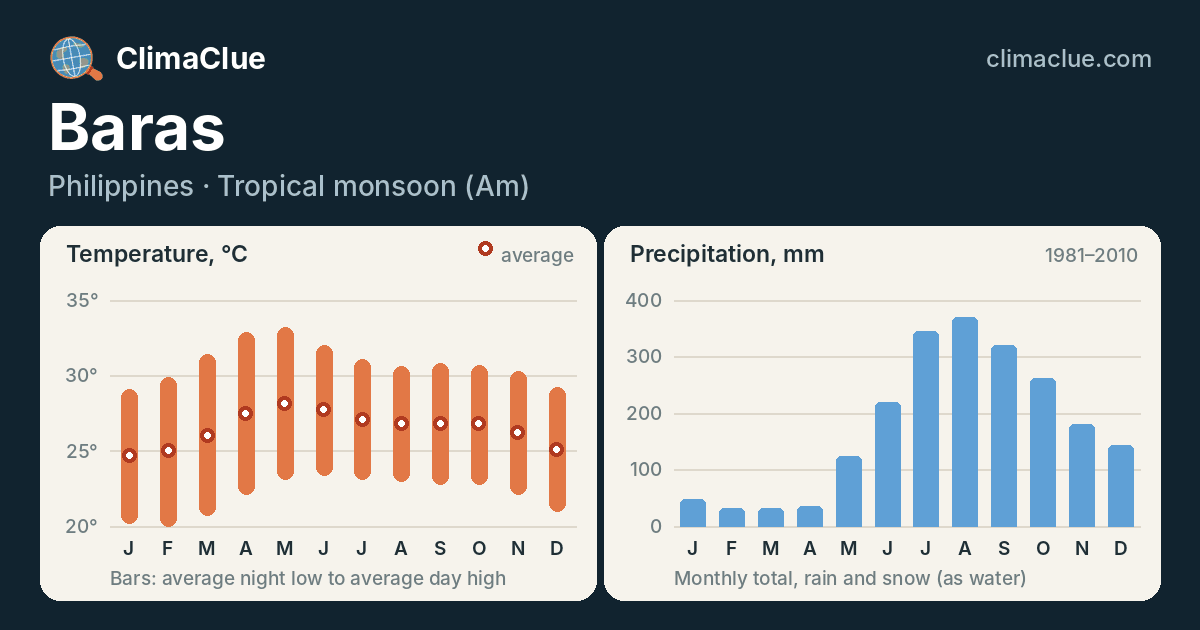 ClimaClue
climaclue.com
Baras
Philippines · Tropical monsoon (Am)
Temperature, °C
average
35°
30°
25°
20°
J F M A M J J A S O N D
Bars: average night low to average day high
Precipitation, mm
1981–2010
400
300
200
100
0
J F M A M J J A S O N D
Monthly total, rain and snow (as water)